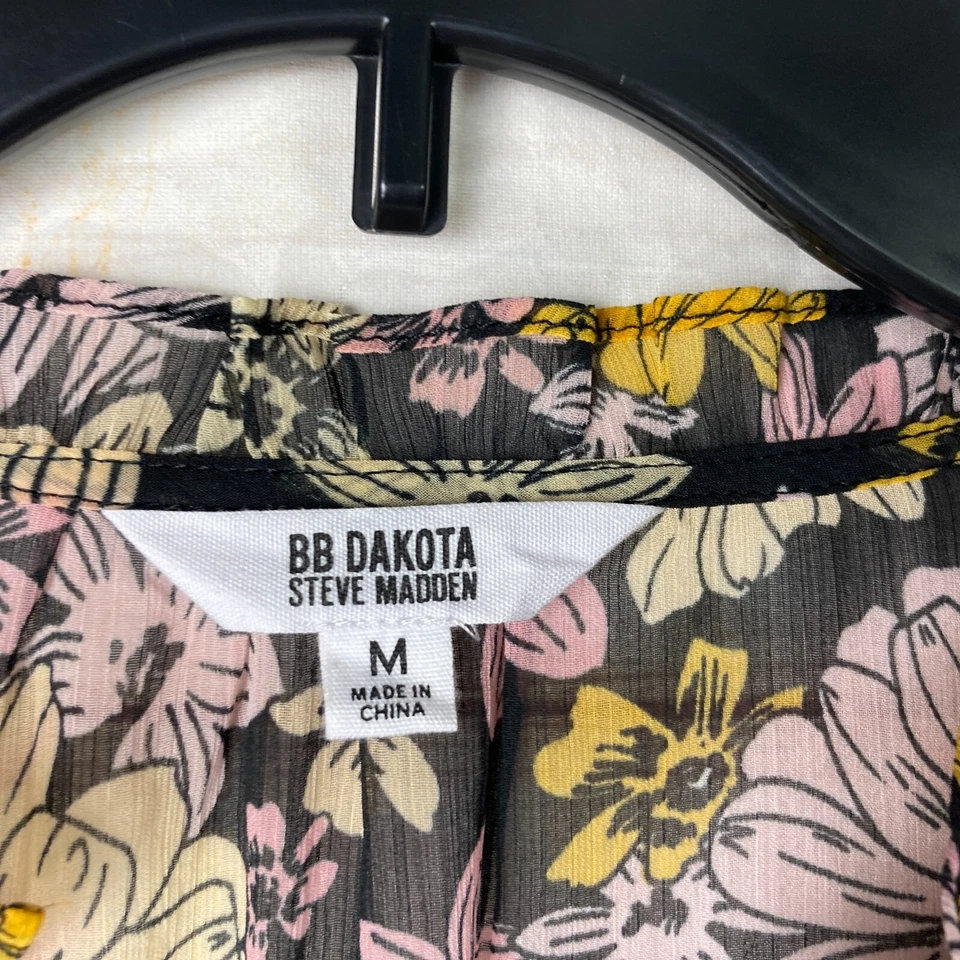 BB DAKOTA
STEVE MADDEN
M
MADE IN
CHINA